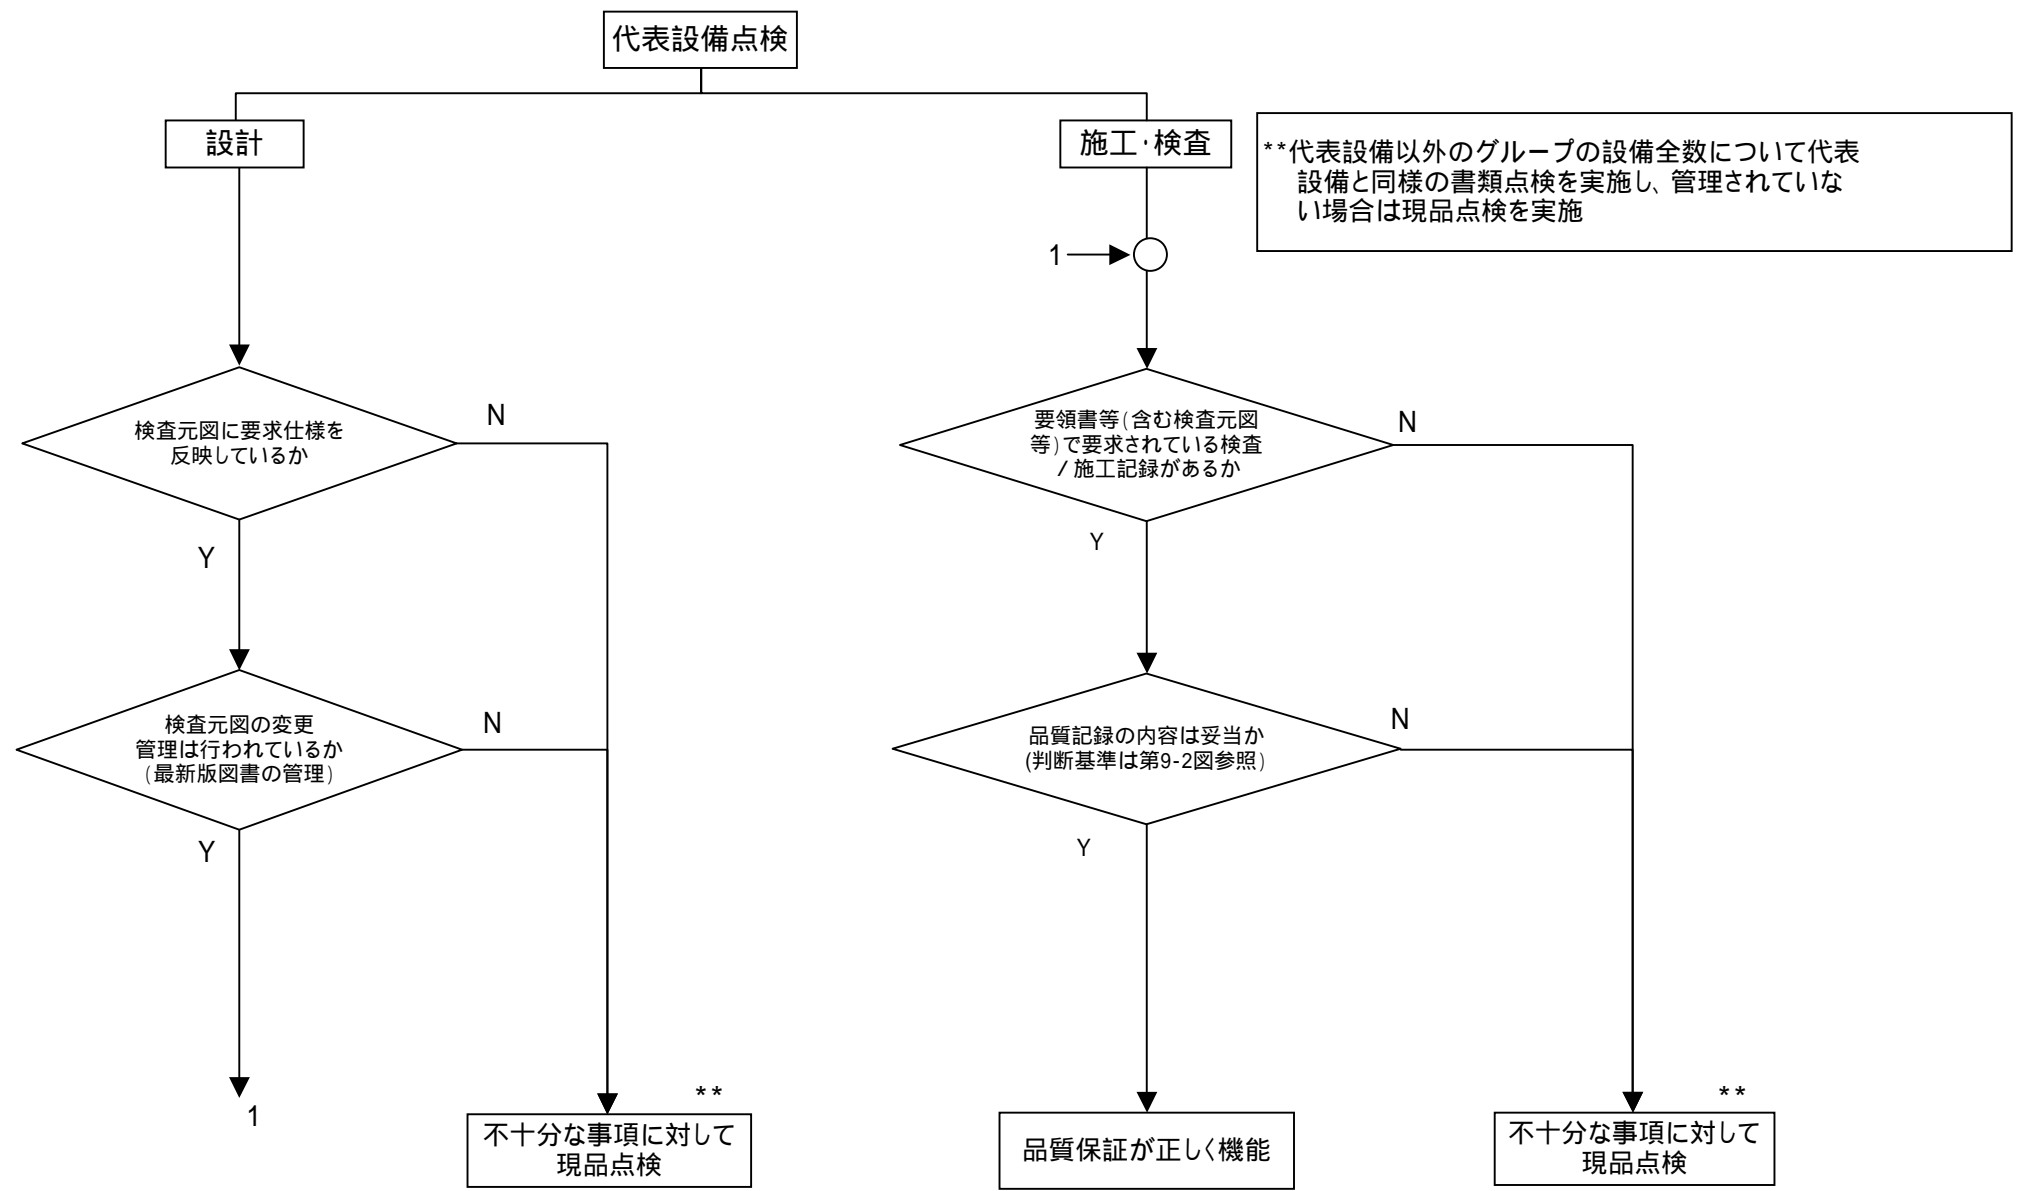 代表設備点検
設計
施工・検査
**代表設備以外のグループの設備全数について代表
設備と同様の書類点検を実施し、管理されていな
い場合は現品点検を実施
1
検査元図に要求仕様を
反映しているか
N
要領書等(含む検査元図
等)で要求されている検査
/施工記録があるか
N
Y
Y
検査元図の変更
管理は行われているか
(最新版図書の管理)
N
品質記録の内容は妥当か
(判断基準は第9-2図参照)
N
Y
Y
1
**
不十分な事項に対して
現品点検
品質保証が正しく機能
**
不十分な事項に対して
現品点検